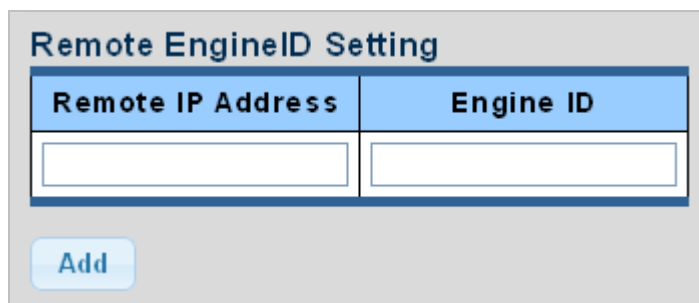 Remote EngineID Setting
Remote IP Address Engine ID
Add